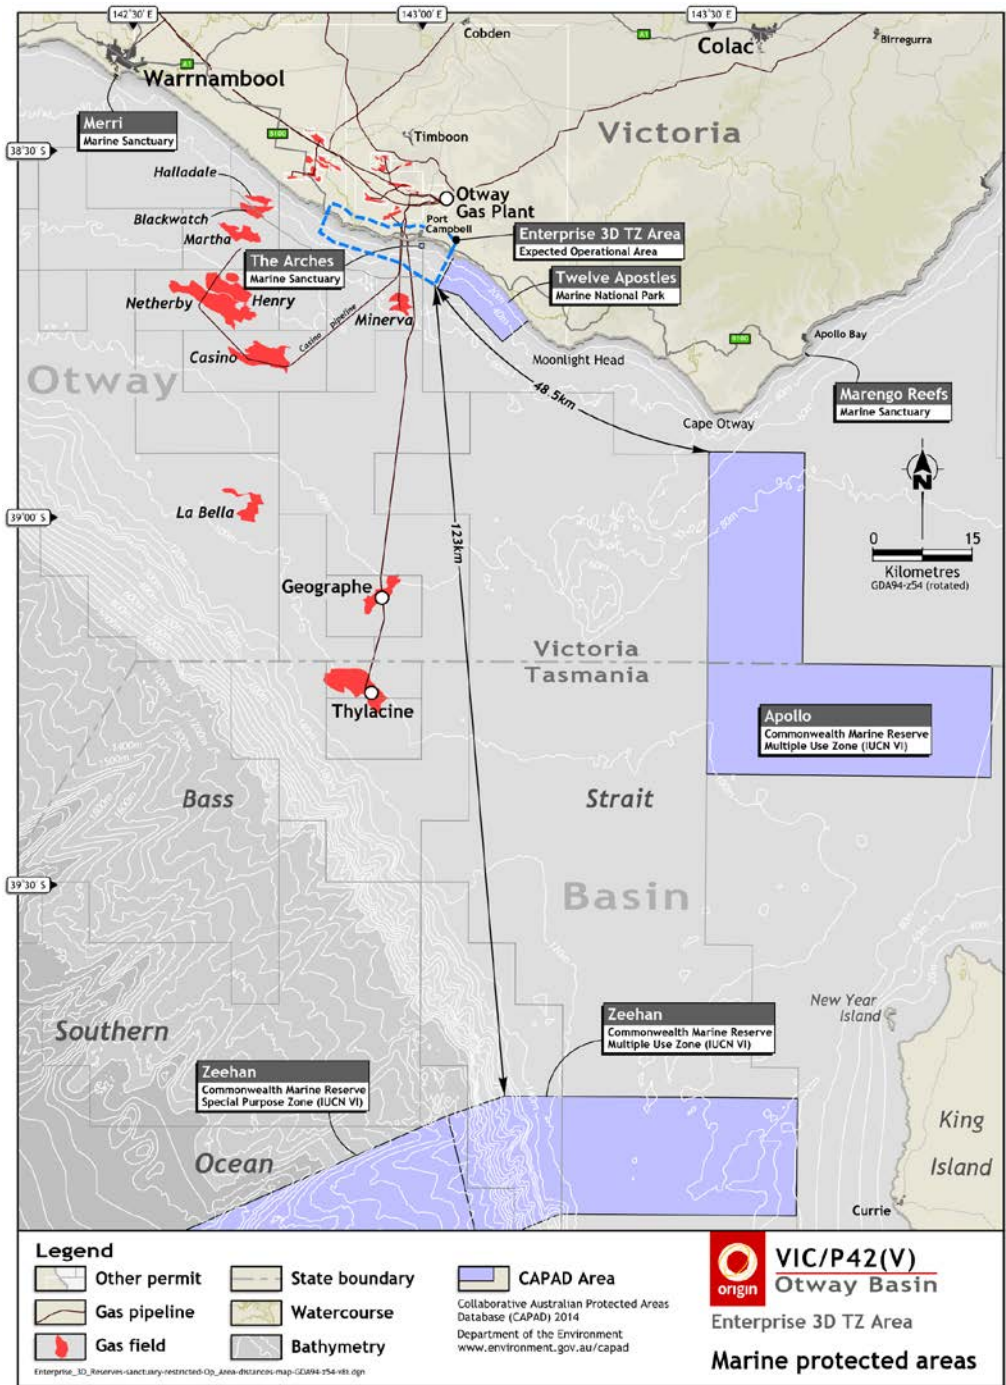 142°30' E
143°00' E
143°30' E
Cobden
A1
Colac
Birregurra
A1
Warrnambool
Merri
Marine Sanctuary
B100
Timboon
Victoria
38°30' S
Halladale
Blackwatch
Martha
Otway
Gas Plant
Port
Campbell
Enterprise 3D TZ Area
Expected Operational Area
The Arches
Marine Sanctuary
Twelve Apostles
Marine National Park
Netherby
Henry
Minerva
Casino pipeline
Casino
20m
40m
Moonlight Head
B100
Apollo Bay
Otway
48.5km
Marengo Reefs
Marine Sanctuary
Cape Otway
N
La Bella
39°00' S
123km
80m
0 15
Kilometres
GDA94-z54 (rotated)
Geographe
Victoria
Tasmania
Thylacine
Apollo
Commonwealth Marine Reserve
Multiple Use Zone (IUCN VI)
Bass
Strait
39°30' S
Basin
New Year
Island
Southern
Zeehan
Commonwealth Marine Reserve
Multiple Use Zone (IUCN VI)
Zeehan
Commonwealth Marine Reserve
Special Purpose Zone (IUCN VI)
Ocean
King
Island
Currie
Legend
Other permit
State boundary
CAPAD Area
Gas pipeline
Watercourse
Collaborative Australian Protected Areas
Database (CAPAD) 2014
Gas field
Bathymetry
Department of the Environment
www.environment.gov.au/capad
origin
VIC/P42(V)
Otway Basin
Enterprise 3D TZ Area
Marine protected areas